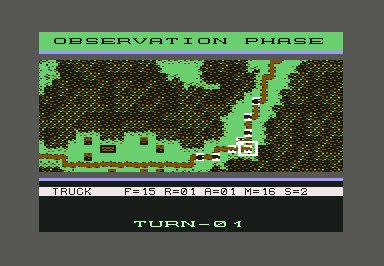 OBSERVATION PHASE
TRUCK F=15 R=01 A=01 M=16 S=2
TURN-01